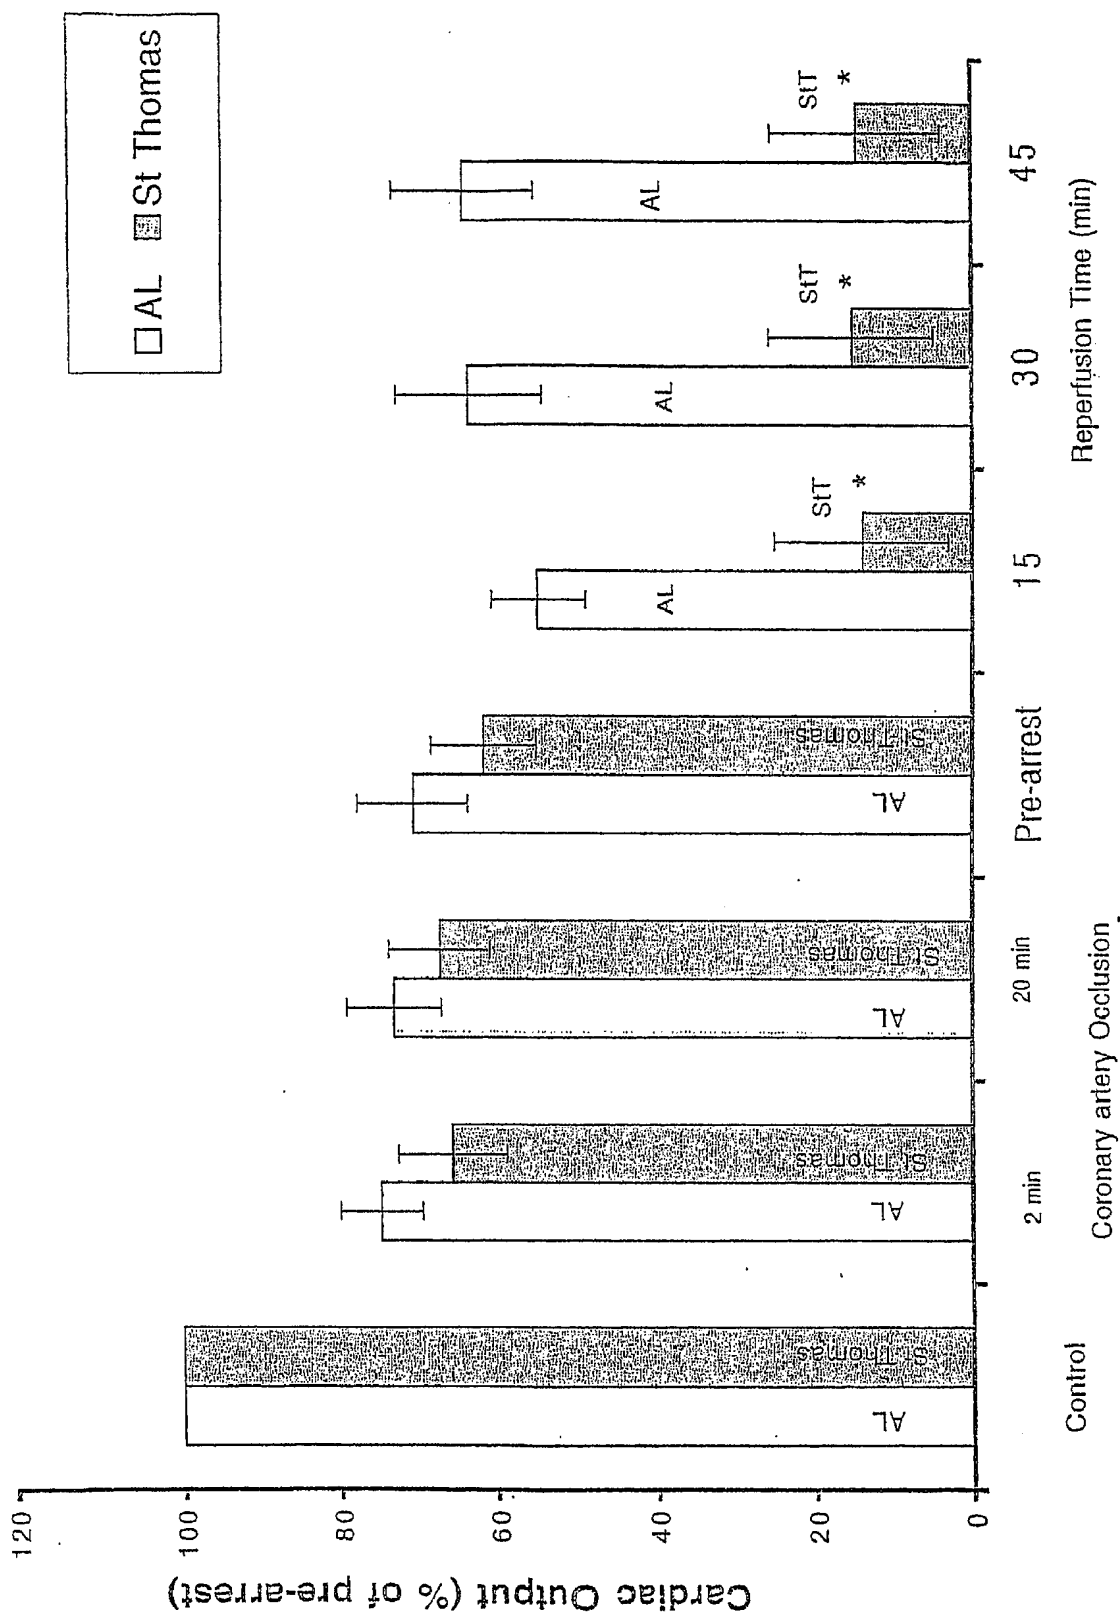 AL St Thomas
Cardiac Output (% of pre-arrest)
120
100
80
60
40
20
0
AL
St Thomas
AL
St Thomas
AL
St Thomas
AL
St Thomas
AL
StT
*
AL
StT
*
AL
StT
*
Control
2 min
20 min
Pre-arrest
15
30
45
Coronary artery Occlusion
Reperfusion Time (min)